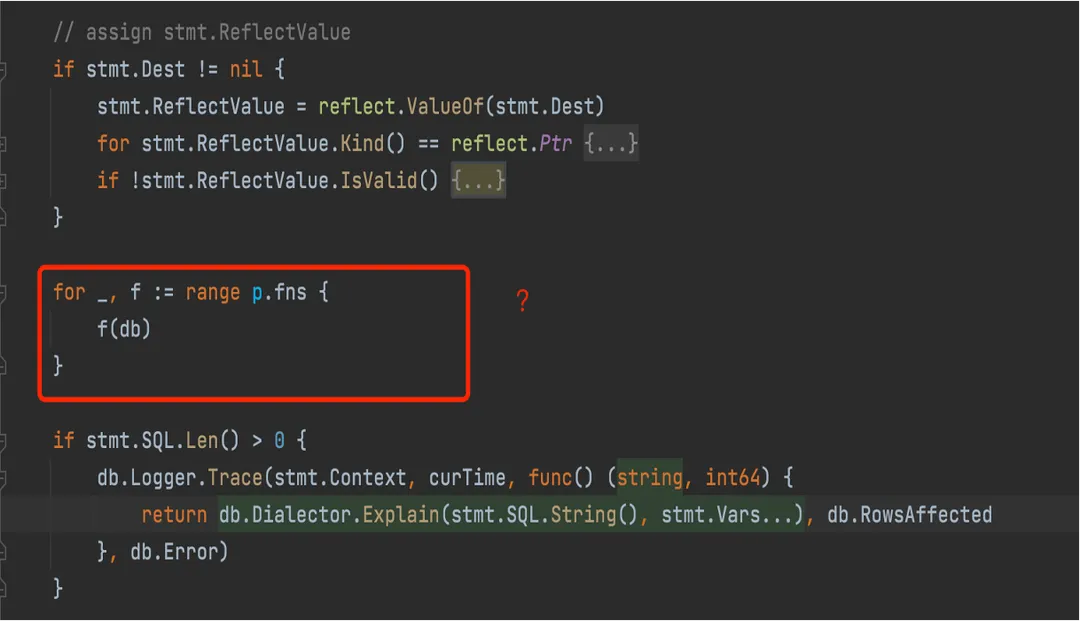 // assign stmt.ReflectValue
if stmt.Dest != nil {
    stmt.ReflectValue = reflect.ValueOf(stmt.Dest)
    for stmt.ReflectValue.Kind() == reflect.Ptr {...}
    if !stmt.ReflectValue.IsValid() {...}
}
for _, f := range p.fns {
?
    f(db)
}
if stmt.SQL.Len() > 0 {
    db.Logger.Trace(stmt.Context, curTime, func() (string, int64) {
        return db.Dialector.Explain(stmt.SQL.String(), stmt.Vars...), db.RowsAffected
    }, db.Error)
}